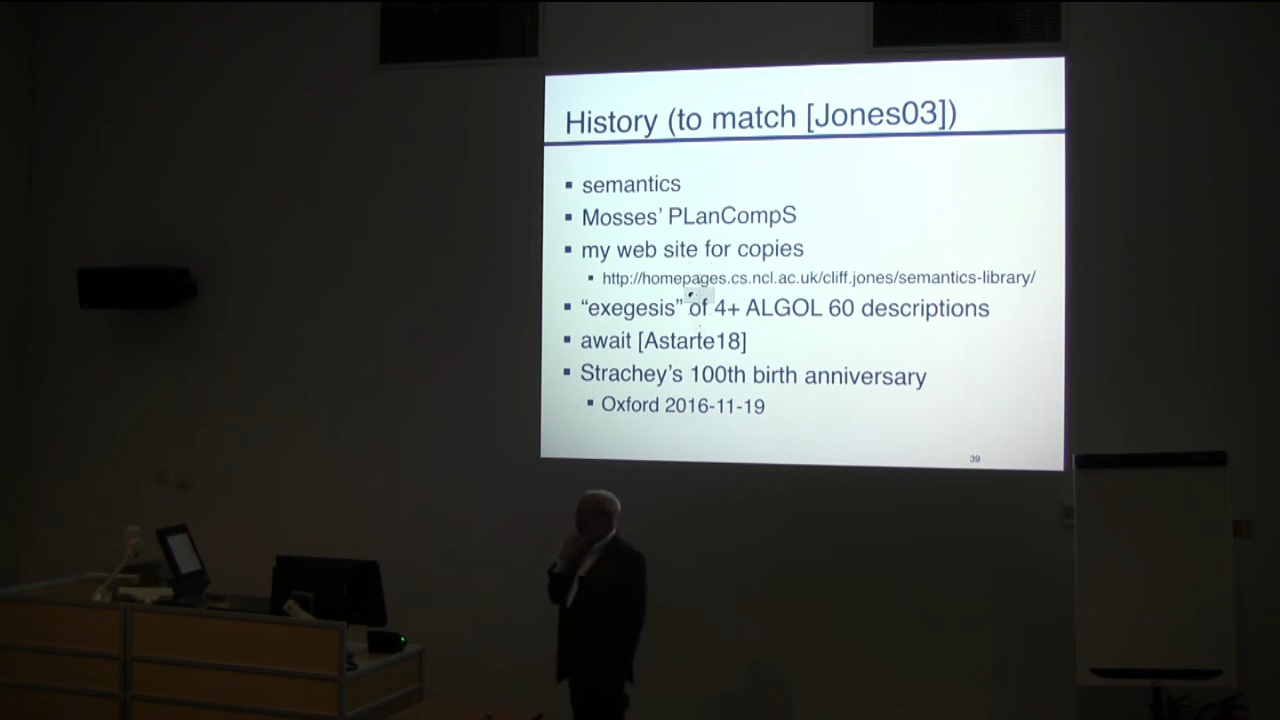 History (to match [Jones03])
▪ semantics
▪ Mosses’ PLanCompS
▪ my web site for copies
▪ http://homepages.cs.ncl.ac.uk/cliff.jones/semantics-library/
▪ “exegesis” of 4+ ALGOL 60 descriptions
▪ await [Astarte18]
▪ Strachey’s 100th birth anniversary
▪ Oxford 2016-11-19
39